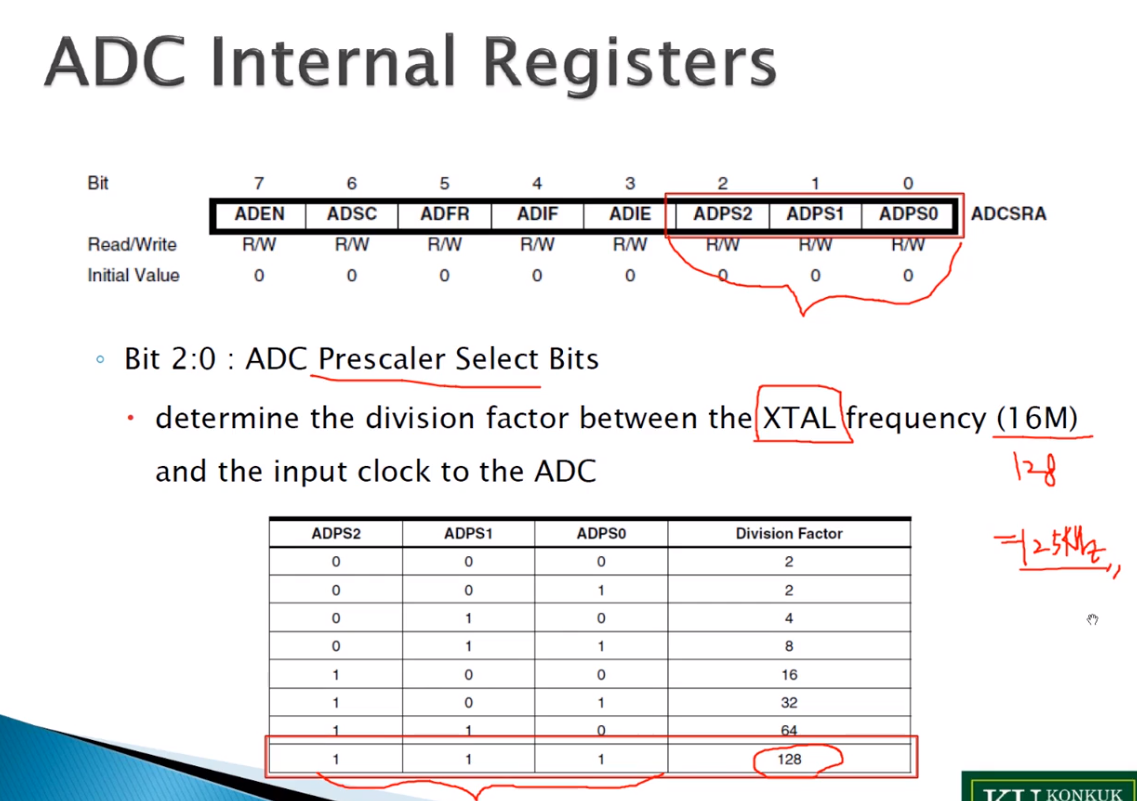 ADC Internal Registers
Bit 7 6 5 4 3 2 1 0
ADEN ADSC ADFR ADIF ADIE ADPS2 ADPS1 ADPS0 ADCSRA
Read/Write R/W R/W R/W R/W R/W R/W R/W R/W
Initial Value 0 0 0 0 0 0 0 0
Bit 2:0 : ADC Prescaler Select Bits
determine the division factor between the XTAL frequency (16M)
128
and the input clock to the ADC
=125KHz
ADPS2 ADPS1 ADPS0 Division Factor
0 0 0 2
0 0 1 2
0 1 0 4
0 1 1 8
1 0 0 16
1 0 1 32
1 1 0 64
1 1 1 128
KU KONKUK